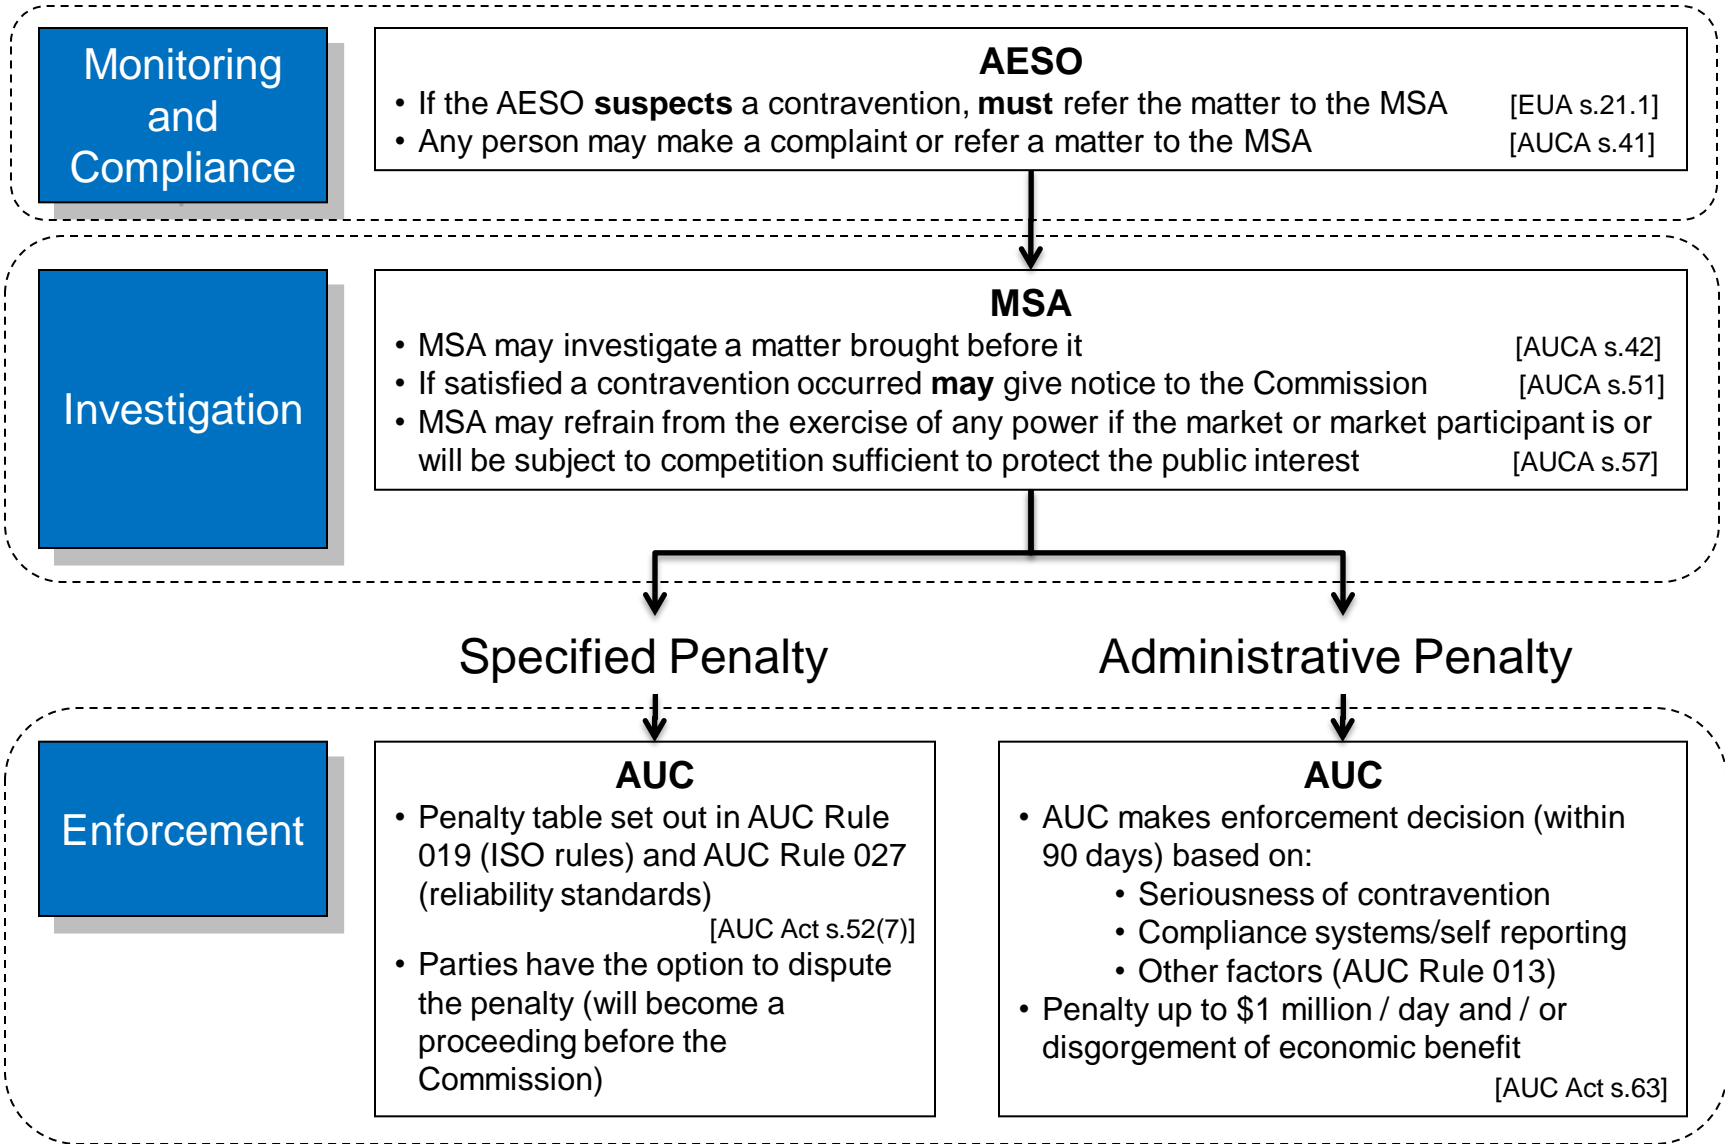 Monitoring
and
Compliance
AESO
• If the AESO suspects a contravention, must refer the matter to the MSA [EUA s.21.1]
• Any person may make a complaint or refer a matter to the MSA [AUCA s.41]
Investigation
MSA
• MSA may investigate a matter brought before it [AUCA s.42]
• If satisfied a contravention occurred may give notice to the Commission [AUCA s.51]
• MSA may refrain from the exercise of any power if the market or market participant is or
will be subject to competition sufficient to protect the public interest [AUCA s.57]
Specified Penalty
Administrative Penalty
Enforcement
AUC
• Penalty table set out in AUC Rule
019 (ISO rules) and AUC Rule 027
(reliability standards)
[AUC Act s.52(7)]
• Parties have the option to dispute
the penalty (will become a
proceeding before the
Commission)
AUC
• AUC makes enforcement decision (within
90 days) based on:
• Seriousness of contravention
• Compliance systems/self reporting
• Other factors (AUC Rule 013)
• Penalty up to $1 million / day and / or
disgorgement of economic benefit
[AUC Act s.63]